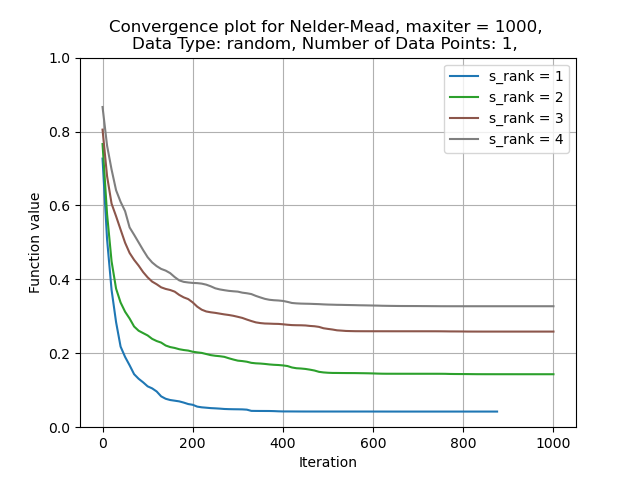 Convergence plot for Nelder-Mead, maxiter = 1000,
Data Type: random, Number of Data Points: 1,
1.0
0.8
0.6
0.4
0.2
0.0
Function value
s_rank = 1
s_rank = 2
s_rank = 3
s_rank = 4
0 200 400 600 800 1000
Iteration